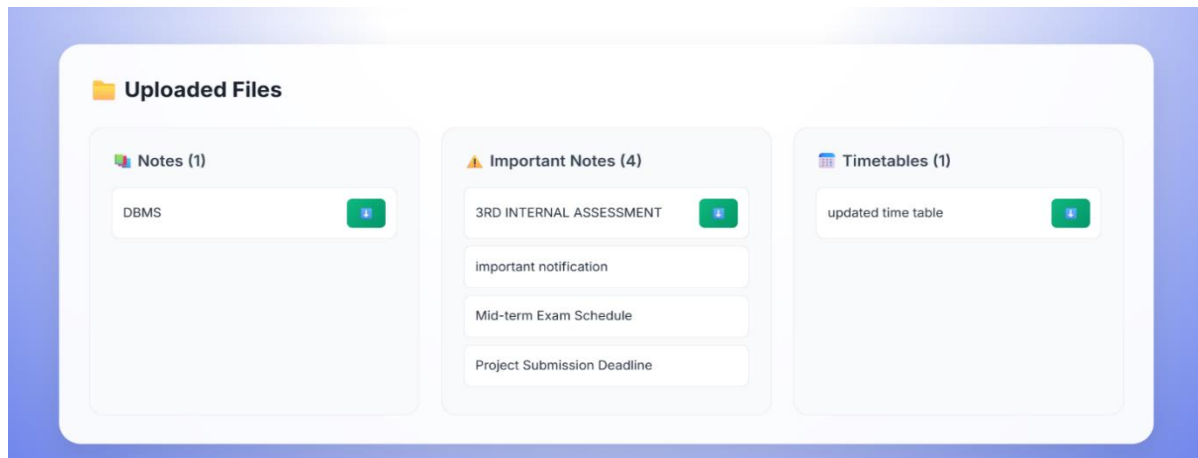 Uploaded Files
Notes (1)
DBMS
Important Notes (4)
3RD INTERNAL ASSESSMENT
important notification
Mid-term Exam Schedule
Project Submission Deadline
Timetables (1)
updated time table